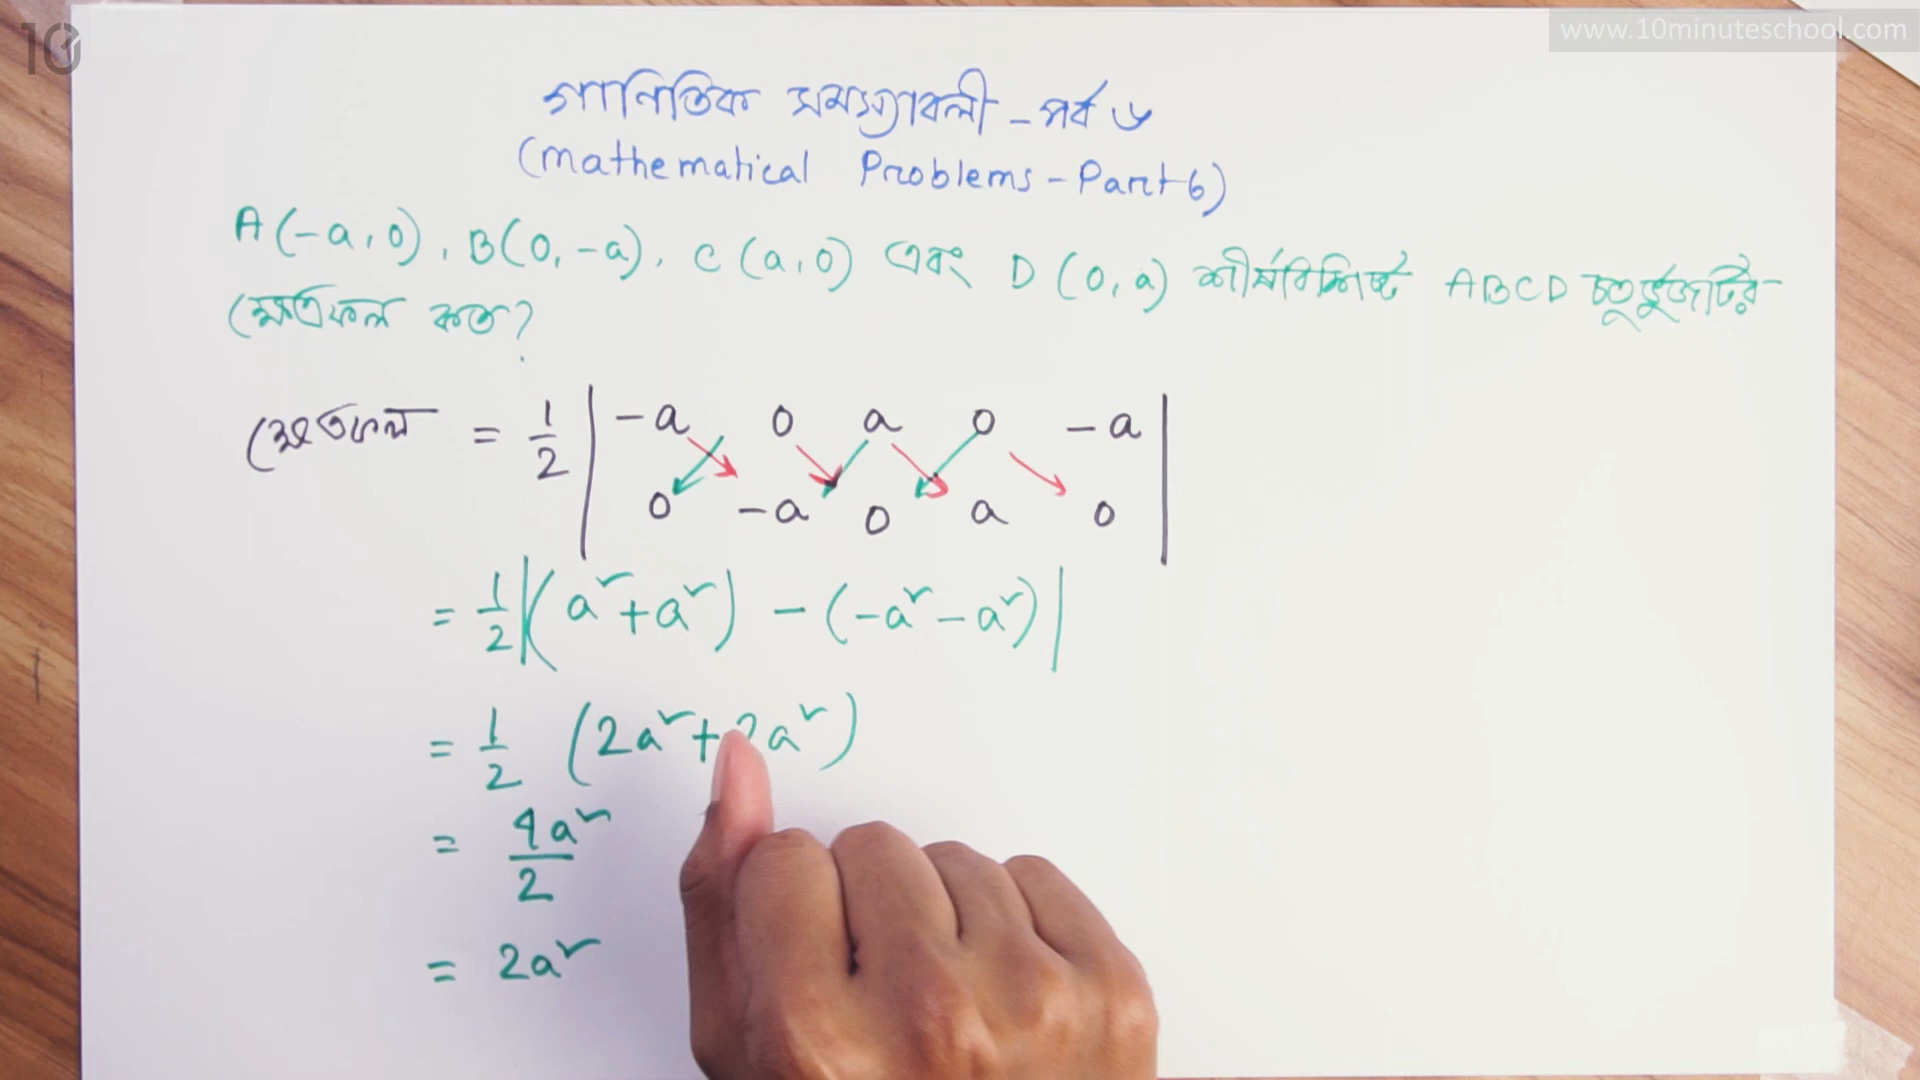 10
www.10minuteschool.com
গাণিতিক সমস্যাবলী - পর্ব ৬
(Mathematical Problems - Part 6)
A(-a, 0), B(0, -a), C(a, 0) এবং D(0, a) শীর্ষবিশিষ্ট ABCD চতুর্ভুজটির
ক্ষেত্রফল কত?
ক্ষেত্রফল = 1/2 | -a 0 a 0 -a |
0 -a 0 a 0
= 1/2 |(a² + a²) - (-a² - a²)|
= 1/2 (2a² + 2a²)
= 4a²/2
= 2a²